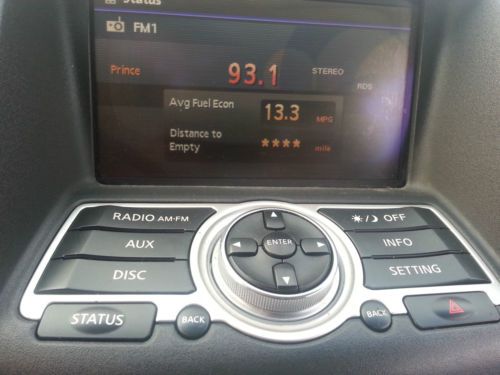 Status
FM1
Prince 93.1 STEREO
RDS
Avg Fuel Econ 13.3 MPG
Distance to Empty **** mile
RADIO AM·FM
AUX
DISC
STATUS
BACK
ENTER
OFF
INFO
SETTING
BACK